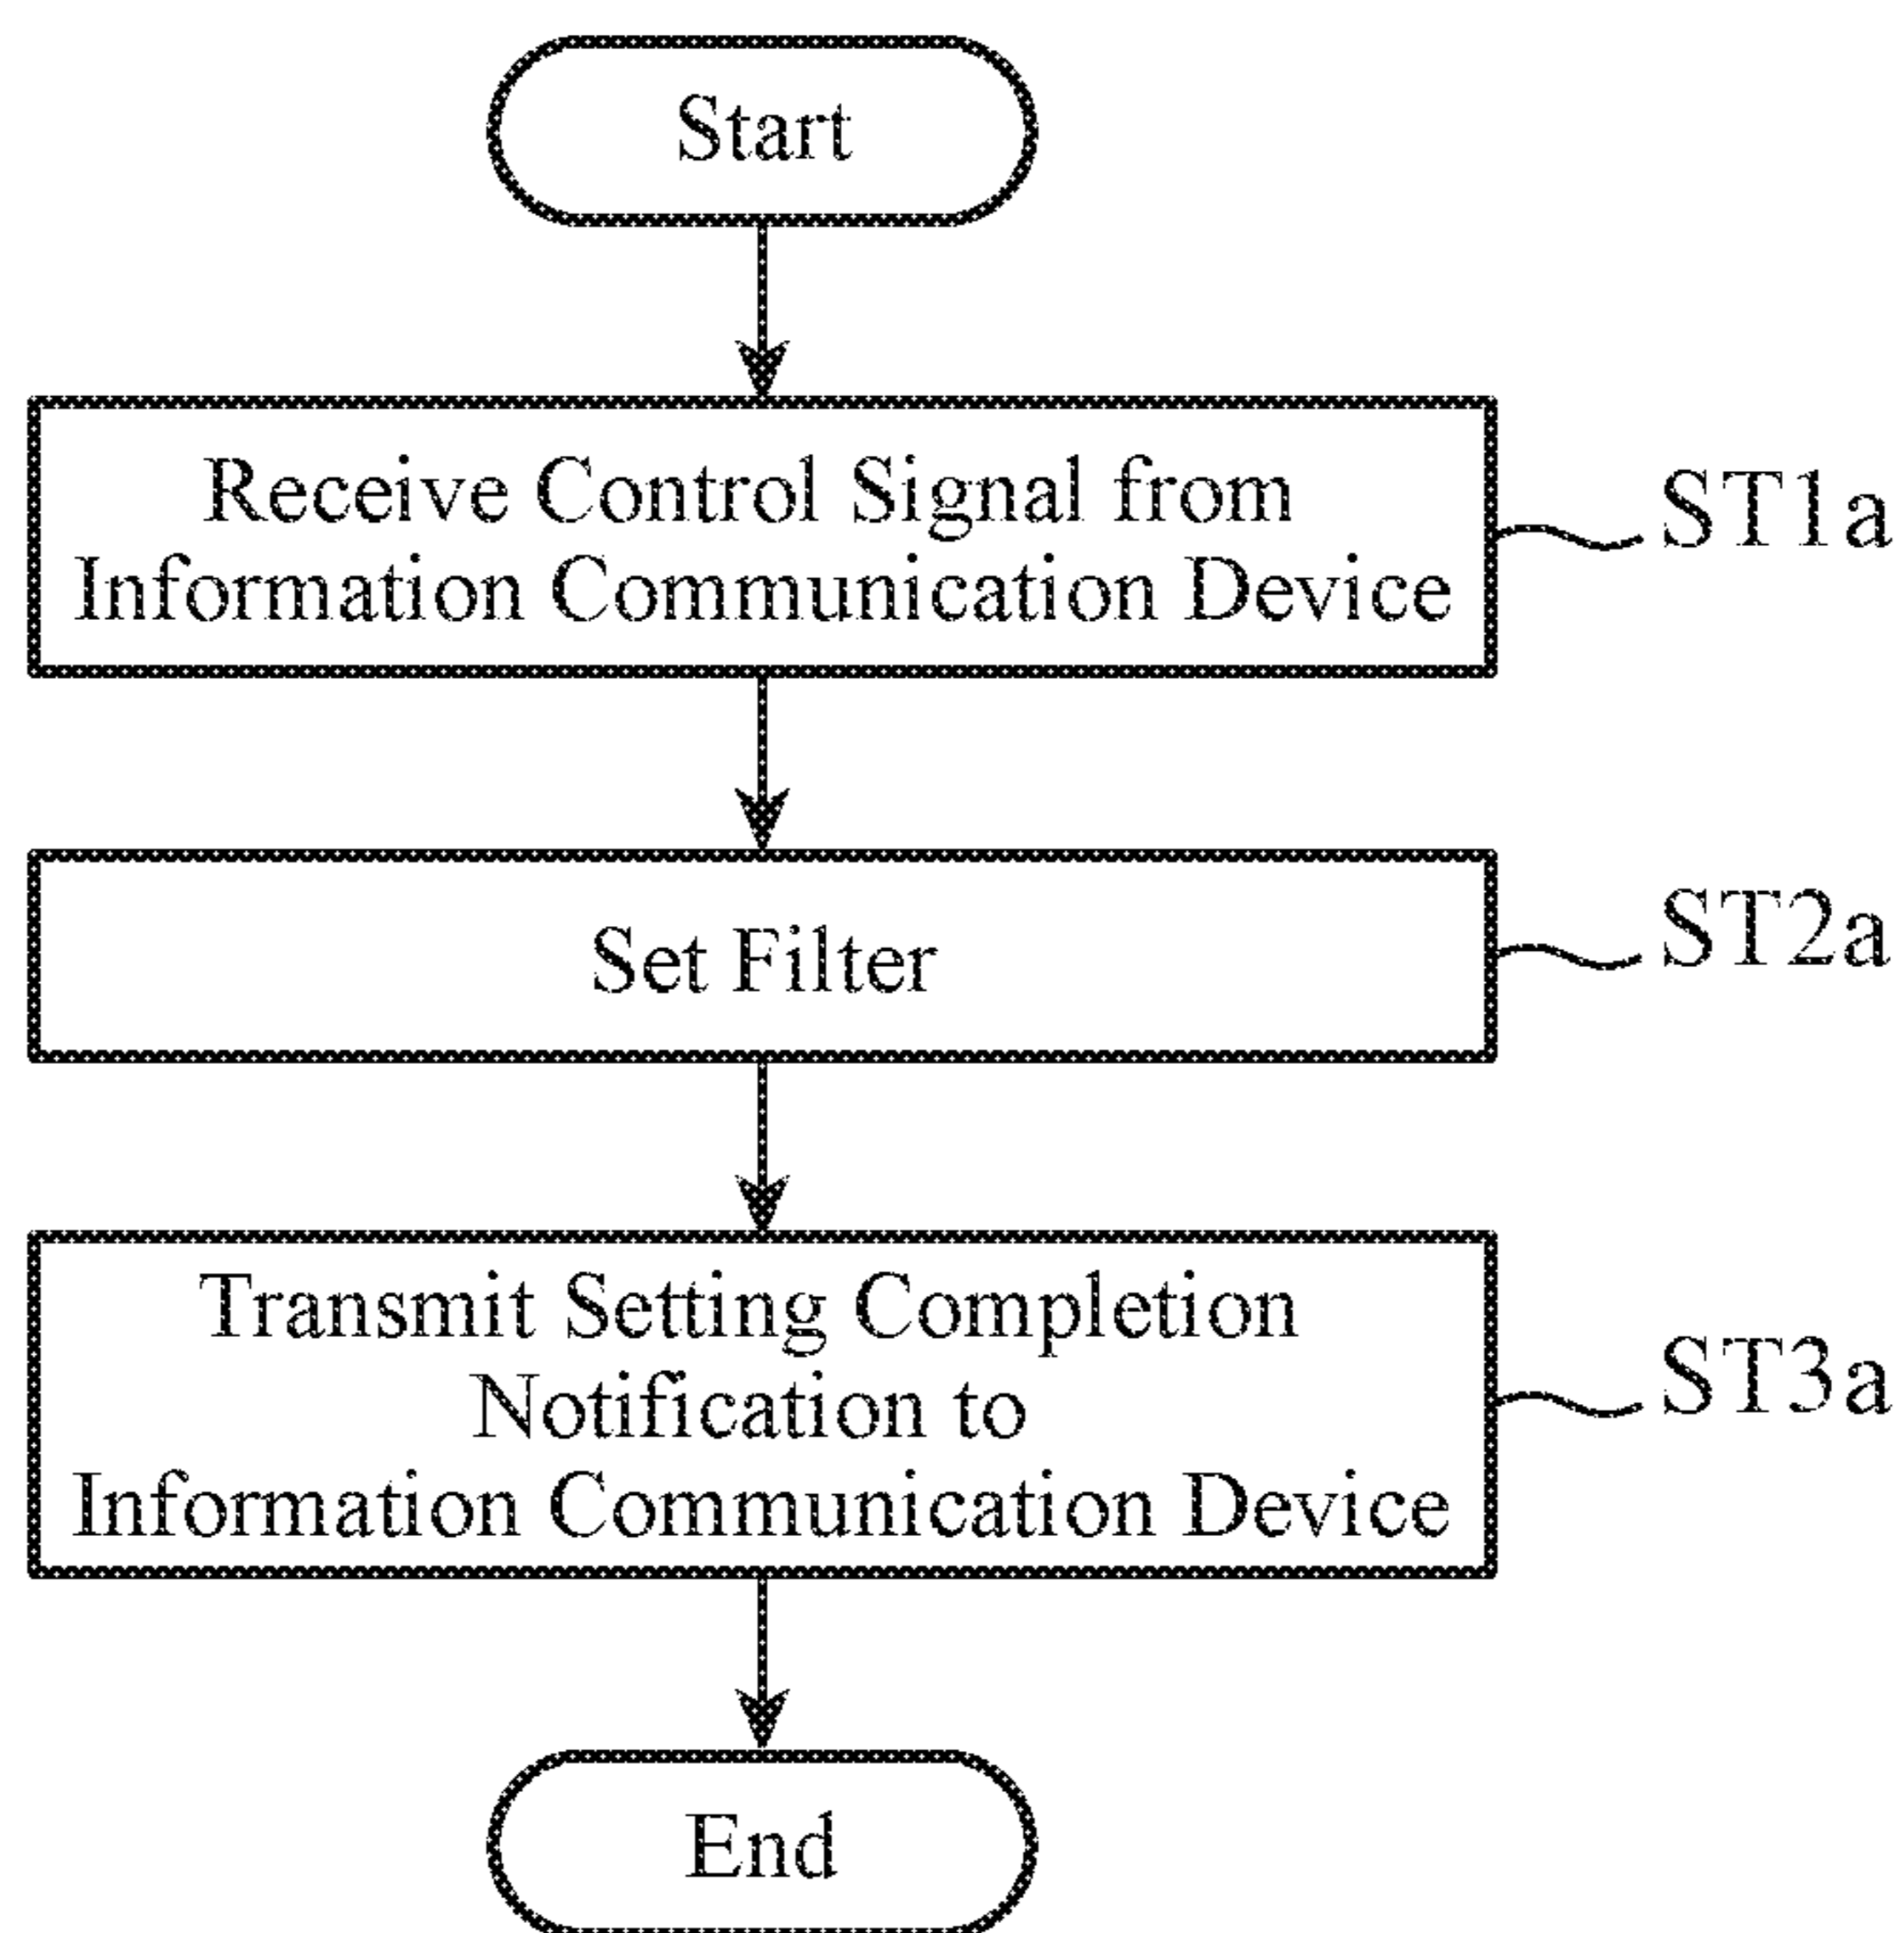 Start
Receive Control Signal from
Information Communication Device
ST1a
Set Filter
ST2a
Transmit Setting Completion
Notification to
Information Communication Device
ST3a
End